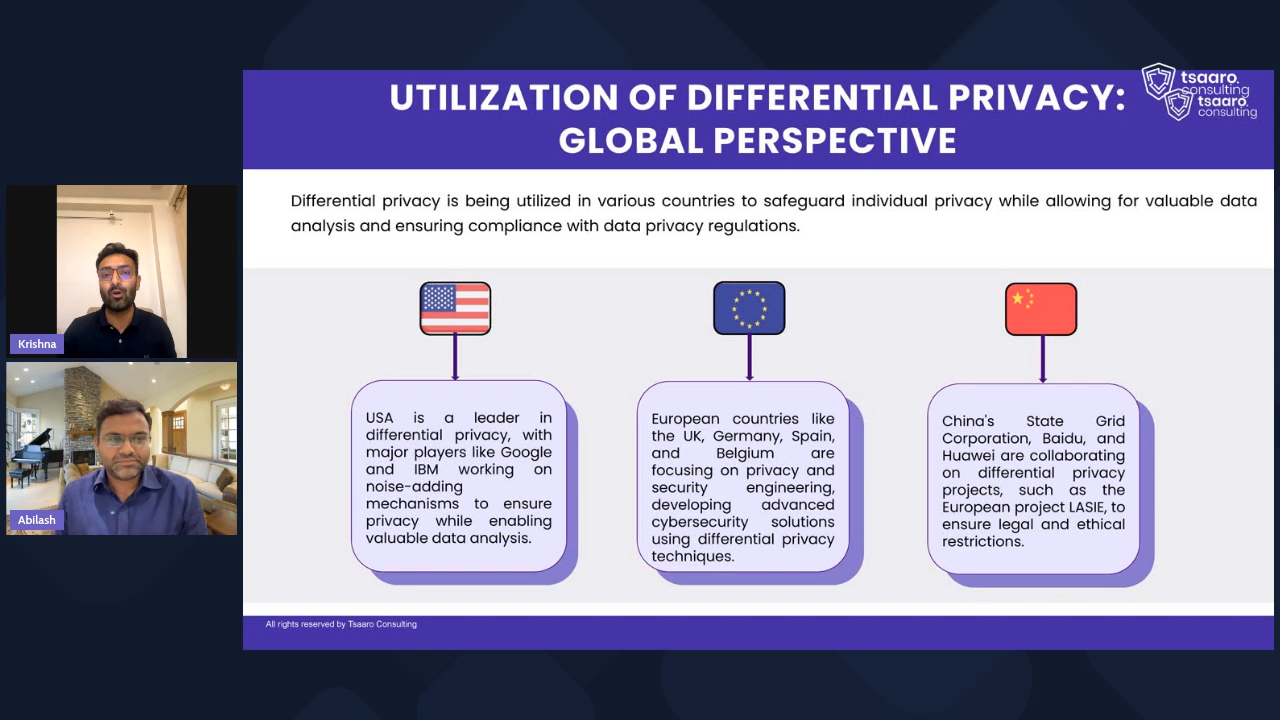 UTILIZATION OF DIFFERENTIAL PRIVACY:
GLOBAL PERSPECTIVE
tsaaro.
consulting
tsaaro.
consulting
Differential privacy is being utilized in various countries to safeguard individual privacy while allowing for valuable data
analysis and ensuring compliance with data privacy regulations.
Krishna
Abilash
USA is a leader in
differential privacy, with
major players like Google
and IBM working on
noise-adding
mechanisms to ensure
privacy while enabling
valuable data analysis.
European countries like
the UK, Germany, Spain,
and Belgium are
focusing on privacy and
security engineering,
developing advanced
cybersecurity solutions
using differential privacy
techniques.
China's State Grid
Corporation, Baidu, and
Huawei are collaborating
on differential privacy
projects, such as the
European project LASIE, to
ensure legal and ethical
restrictions.
All rights reserved by Tsaaro Consulting